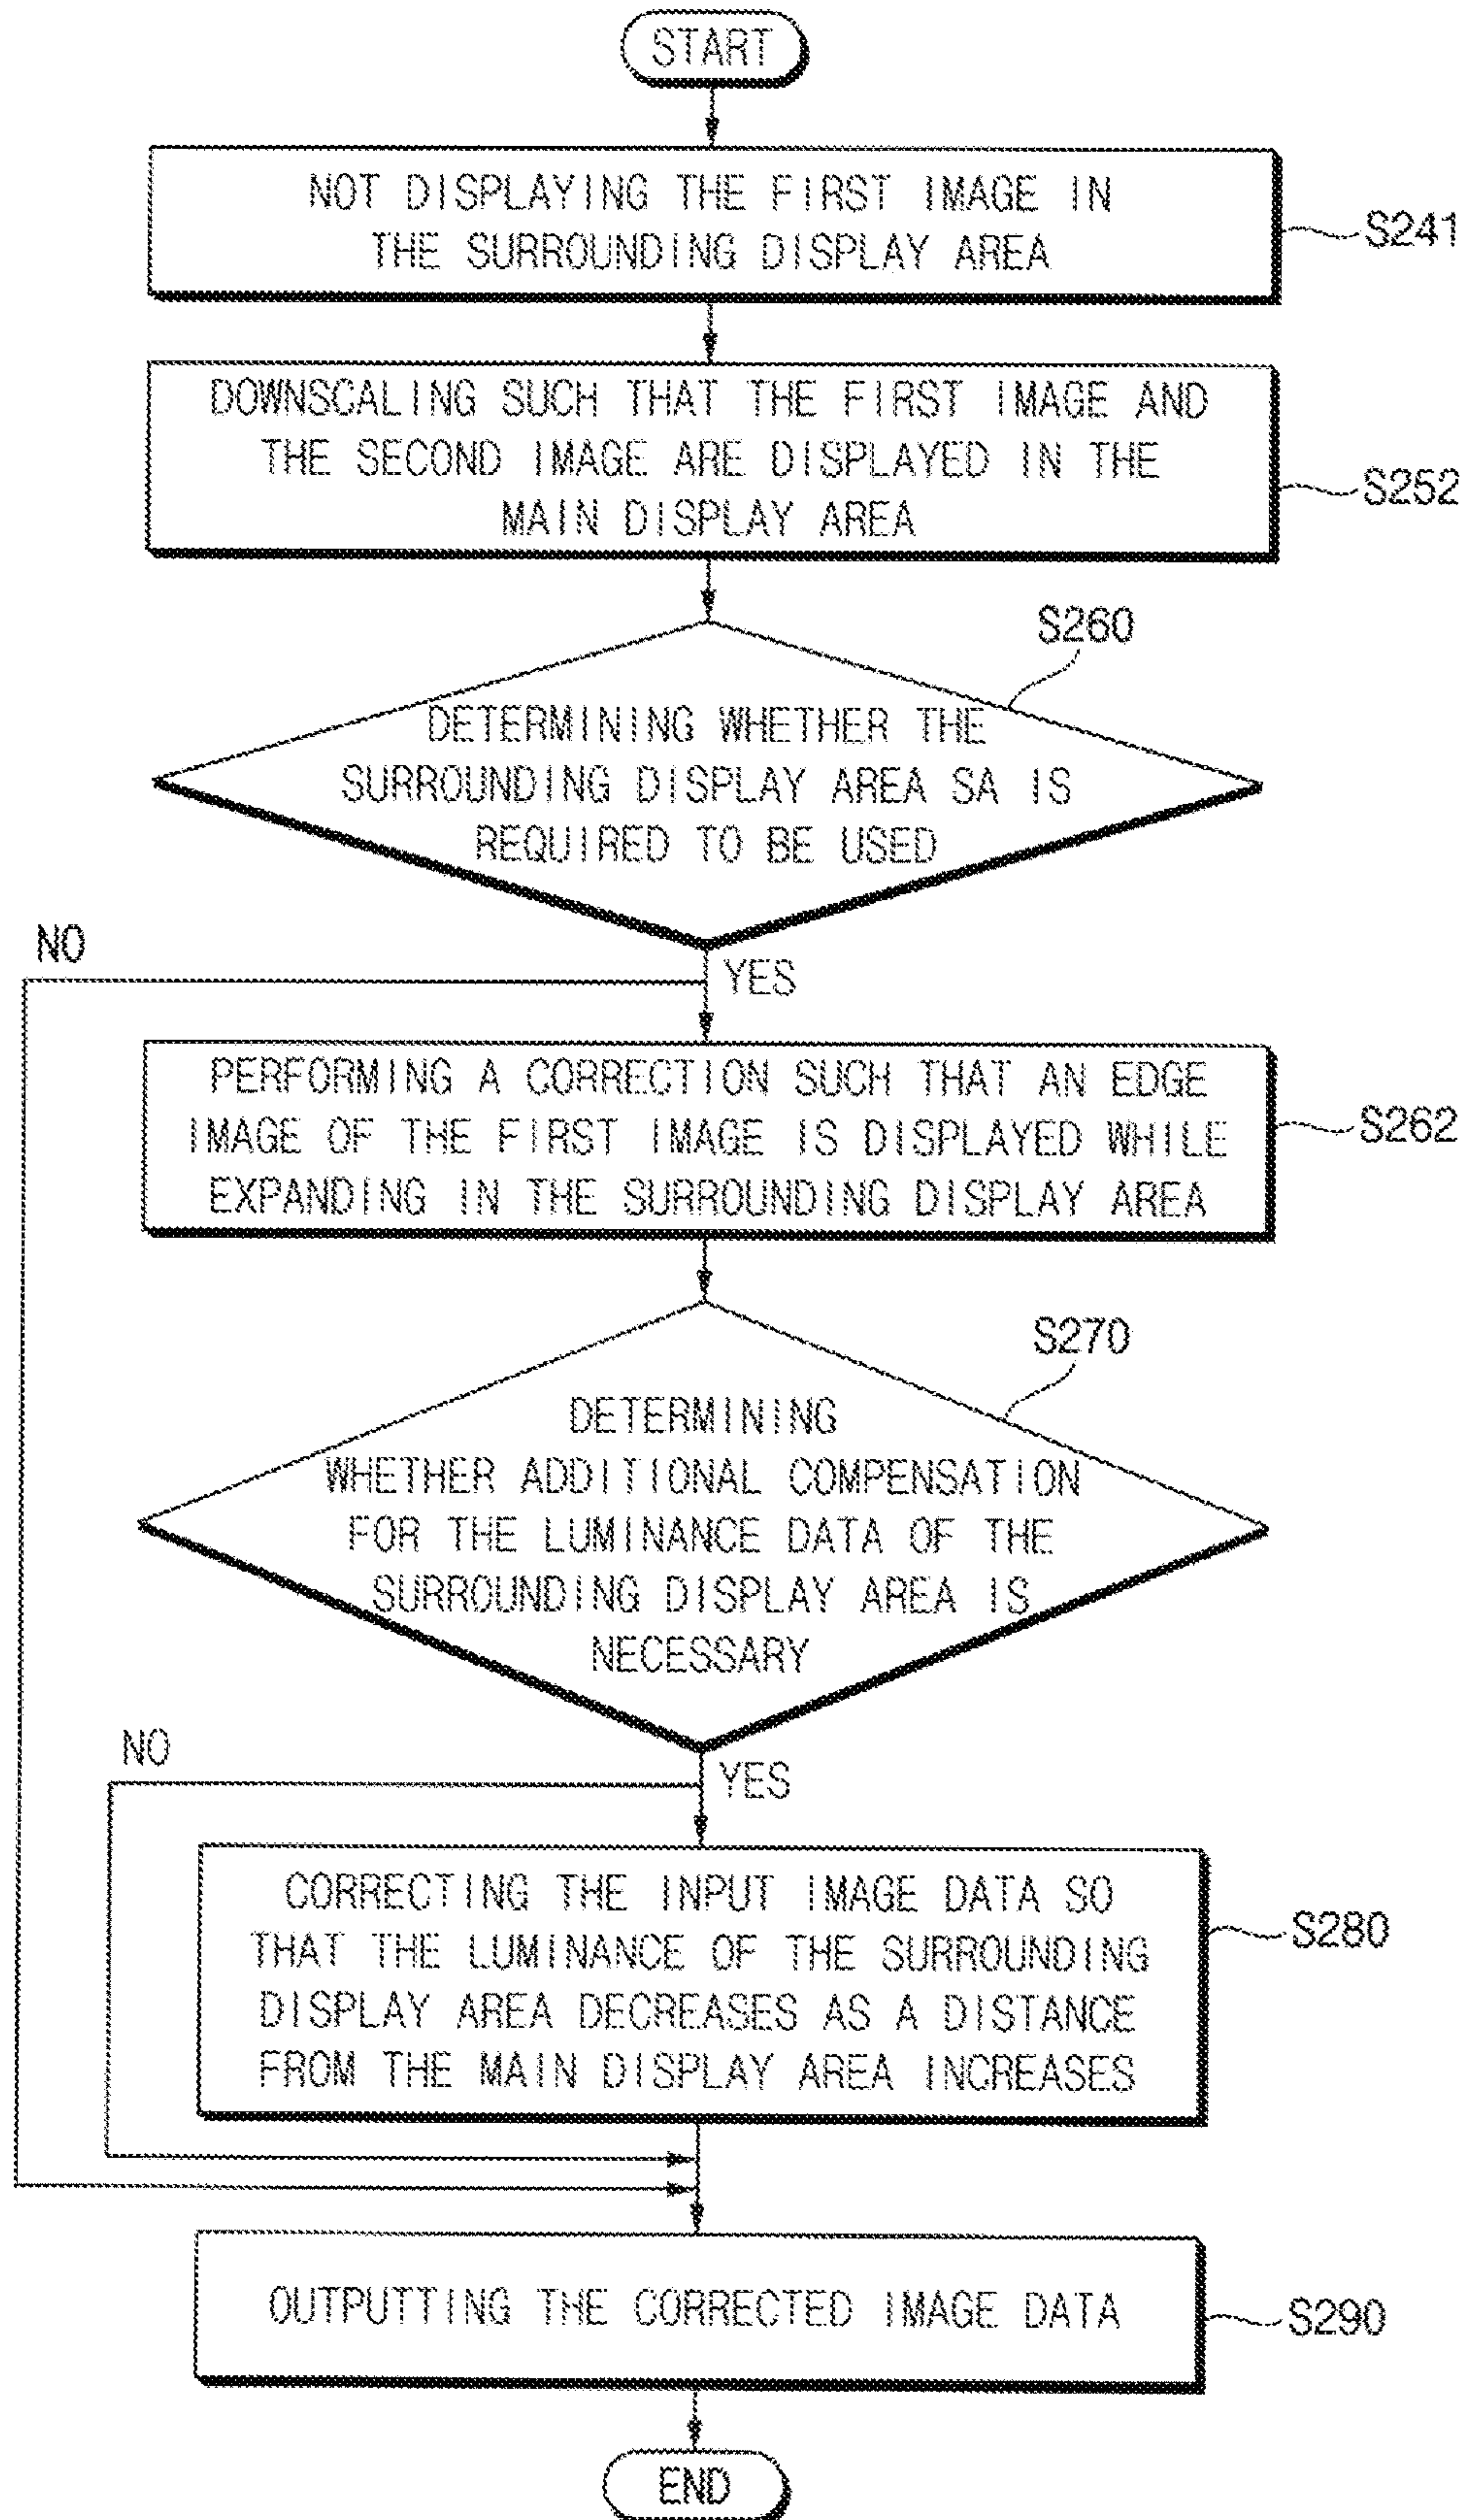 START
NOT DISPLAYING THE FIRST IMAGE IN
THE SURROUNDING DISPLAY AREA
S241
DOWNSCALING SUCH THAT THE FIRST IMAGE AND
THE SECOND IMAGE ARE DISPLAYED IN THE
MAIN DISPLAY AREA
S252
S260
DETERMINING WHETHER THE
SURROUNDING DISPLAY AREA SA IS
REQUIRED TO BE USED
NO
YES
PERFORMING A CORRECTION SUCH THAT AN EDGE
IMAGE OF THE FIRST IMAGE IS DISPLAYED WHILE
EXPANDING IN THE SURROUNDING DISPLAY AREA
S262
S270
DETERMINING
WHETHER ADDITIONAL COMPENSATION
FOR THE LUMINANCE DATA OF THE
SURROUNDING DISPLAY AREA IS
NECESSARY
NO
YES
CORRECTING THE INPUT IMAGE DATA SO
THAT THE LUMINANCE OF THE SURROUNDING
DISPLAY AREA DECREASES AS A DISTANCE
FROM THE MAIN DISPLAY AREA INCREASES
S280
OUTPUTTING THE CORRECTED IMAGE DATA
S290
END